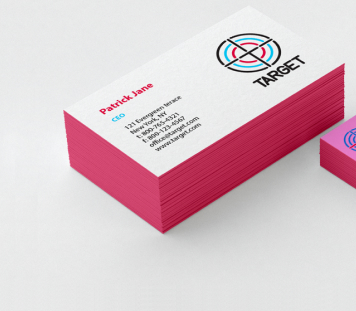 TARGET
Patrick Jane
CEO
121 Evergreen terace
New York, NY
t: 800-765-4321
f: 800-123-4567
office@target.com
www.target.com